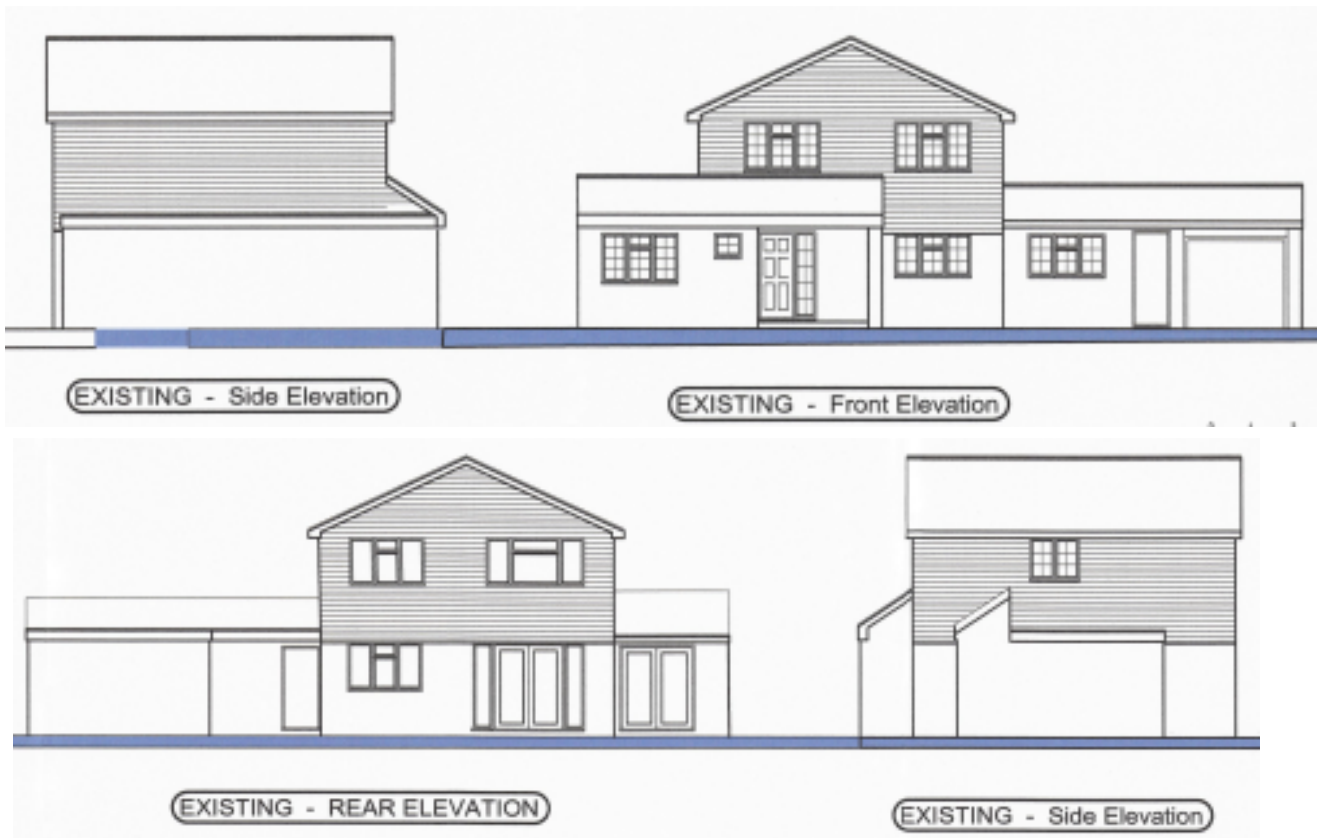 EXISTING - Side Elevation
EXISTING - Front Elevation
EXISTING - REAR ELEVATION
EXISTING - Side Elevation